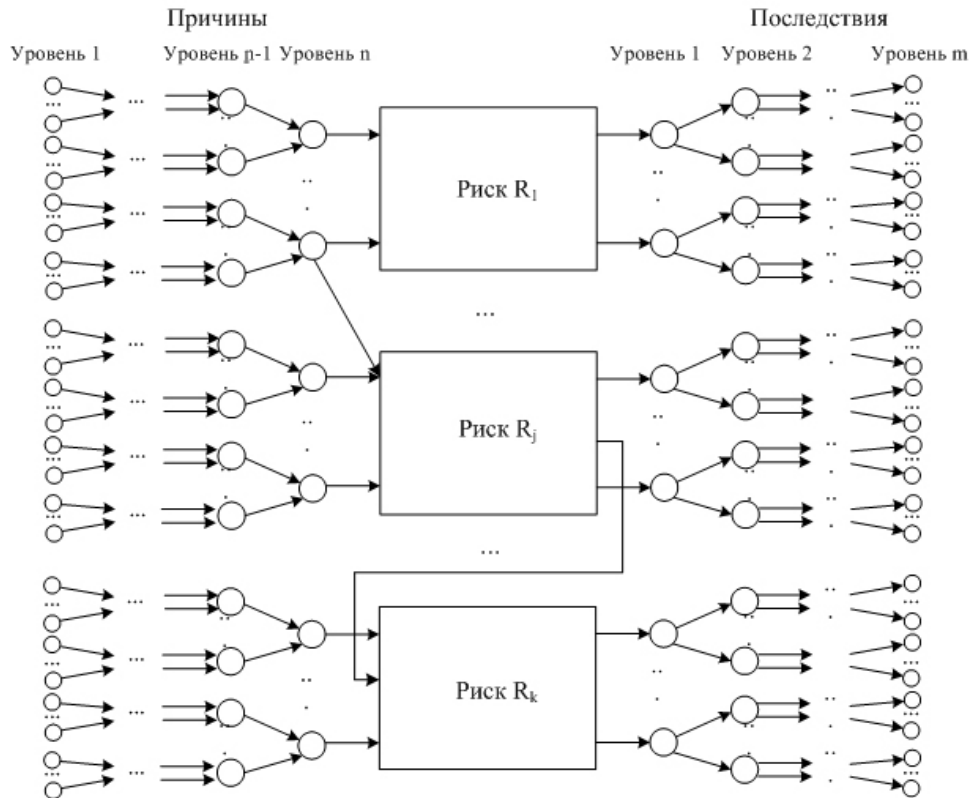 Причины
Последствия
Уровень 1
Уровень n-1
Уровень n
Уровень 1
Уровень 2
Уровень m
Риск R1
...
Риск Rj
...
Риск Rk